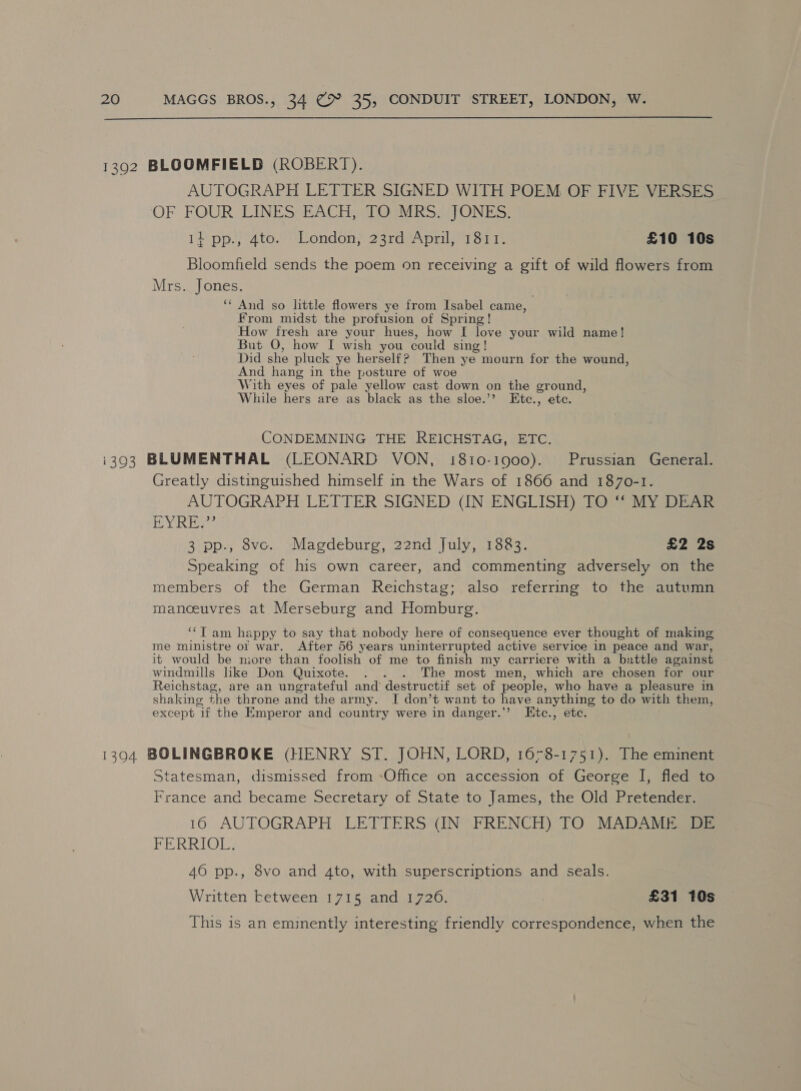 20 MAGGS BROS., 34 & 35, CONDUIT STREET, LONDON, W.
1392 BLOOMFIELD (ROBERT).
AUTOGRAPH LETTER SIGNED WITH POEM OF FIVE VERSES
OF FOUR LINES EACH, TO MRS. JONES.
1¼ pp., 4to. London, 23rd April, 1811. £10 10s
Bloomfield sends the poem on receiving a gift of wild flowers from
Mrs. Jones.
“ And so little flowers ye from Isabel came,
From midst the profusion of Spring!
How fresh are your hues, how I love your wild name!
But O, how I wish you could sing!
Did she pluck ye herself? Then ye mourn for the wound,
And hang in the posture of woe
With eyes of pale yellow cast down on the ground,
While hers are as black as the sloe.” Etc., etc.
CONDEMNING THE REICHSTAG, ETC.
1393 BLUMENTHAL (LEONARD VON, 1810-1900). Prussian General.
Greatly distinguished himself in the Wars of 1866 and 1870-1.
AUTOGRAPH LETTER SIGNED (IN ENGLISH) TO “ MY DEAR
EYRE.”
3 pp., 8vo. Magdeburg, 22nd July, 1883. £2 2s
Speaking of his own career, and commenting adversely on the
members of the German Reichstag; also referring to the autumn
manœuvres at Merseburg and Homburg.
“ I am happy to say that nobody here of consequence ever thought of making
me ministre of war. After 56 years uninterrupted active service in peace and war,
it would be more than foolish of me to finish my carriere with a battle against
windmills like Don Quixote. . . . The most men, which are chosen for our
Reichstag, are an ungrateful and destructif set of people, who have a pleasure in
shaking the throne and the army. I don’t want to have anything to do with them,
except if the Emperor and country were in danger.” Etc., etc.
1394 BOLINGBROKE (HENRY ST. JOHN, LORD, 1678-1751). The eminent
Statesman, dismissed from Office on accession of George I, fled to
France and became Secretary of State to James, the Old Pretender.
16 AUTOGRAPH LETTERS (IN FRENCH) TO MADAME DE
FERRIOL.
46 pp., 8vo and 4to, with superscriptions and seals.
Written between 1715 and 1726. £31 10s
This is an eminently interesting friendly correspondence, when the